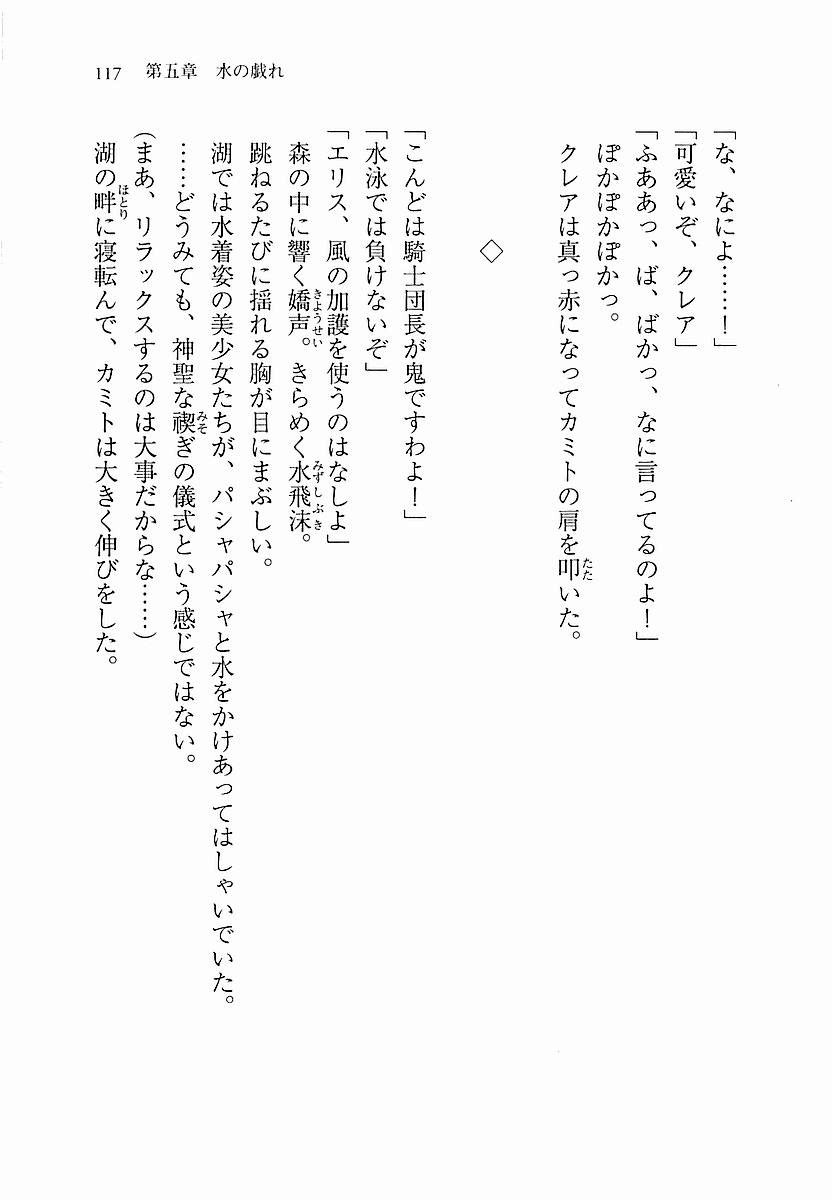 117　第五章　水の戯れ
「な、なによ……！」
「可愛いぞ、クレア」
「ふああっ、ば、ばかっ、なに言ってるのよ！」
ぽかぽかぽかっ。
クレアは真っ赤になってカミトの肩を叩いた。
◇
「こんどは騎士団長が鬼ですわよ！」
「水泳では負けないぞ」
「エリス、風の加護を使うのはなしよ」
森の中に響く嬌声。きらめく水飛沫。
跳ねるたびに揺れる胸が目にまぶしい。
湖では水着姿の美少女たちが、パシャパシャと水をかけあってはしゃいでいた。
……どうみても、神聖な禊ぎの儀式という感じではない。
（まあ、リラックスするのは大事だからな……）
湖の畔に寝転んで、カミトは大きく伸びをした。